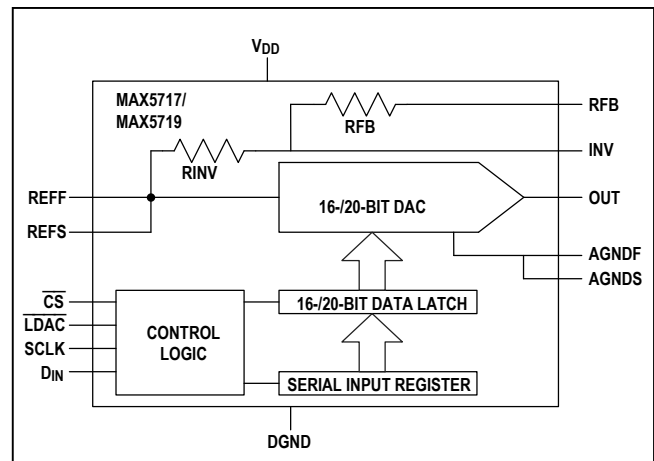 VDD
MAX5717/
MAX5719
RFB
RFB
INV
RINV
REFF
REFS
16-/20-BIT DAC
OUT
AGNDF
AGNDS
CS
LDAC
SCLK
DIN
CONTROL
LOGIC
16-/20-BIT DATA LATCH
SERIAL INPUT REGISTER
DGND